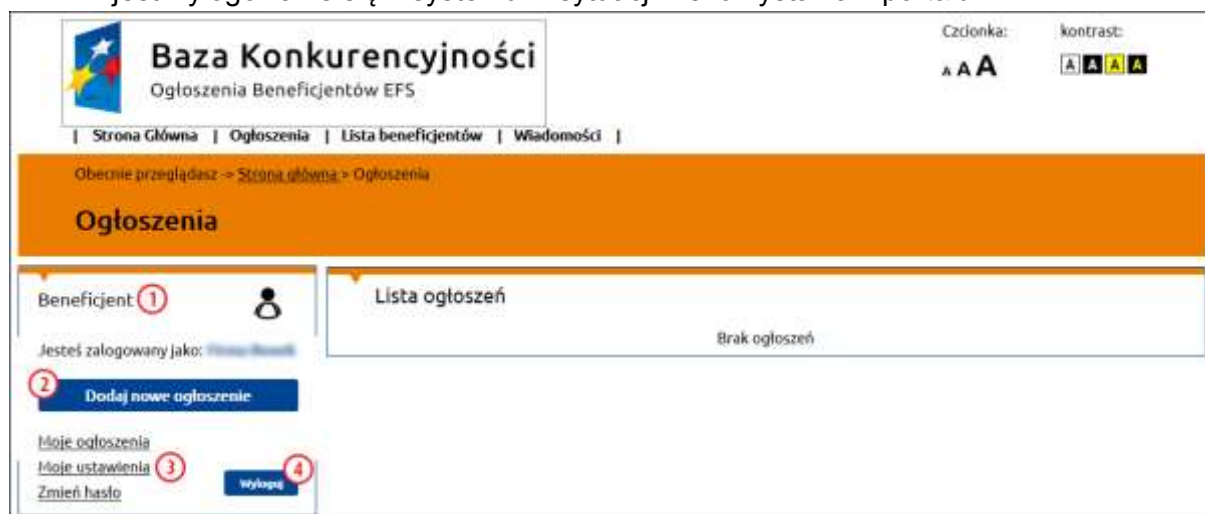 Czcionka: kontrast:
Baza Konkurencyjności
Ogłoszenia Beneficjentów EFS
A A A A A A A
| Strona Główna | Ogłoszenia | Lista beneficjentów | Wiadomości |
Obecnie przeglądasz -> Strona główna > Ogłoszenia
Ogłoszenia
Beneficjent 1
Lista ogłoszeń
Brak ogłoszeń
Jesteś zalogowany jako:
2 Dodaj nowe ogłoszenie
Moje ogłoszenia
Moje ustawienia 3
Wyloguj 4
Zmień hasło